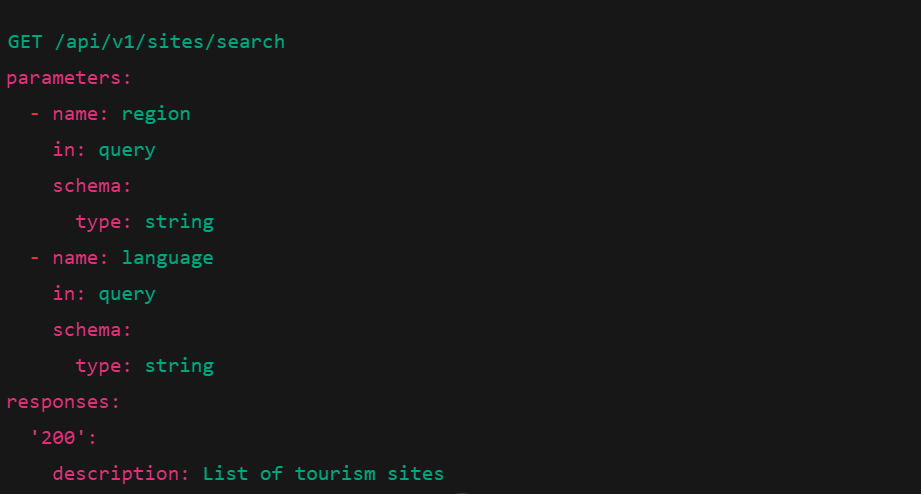 GET /api/v1/sites/search
parameters:
  - name: region
    in: query
    schema:
      type: string
  - name: language
    in: query
    schema:
      type: string
responses:
  '200':
    description: List of tourism sites